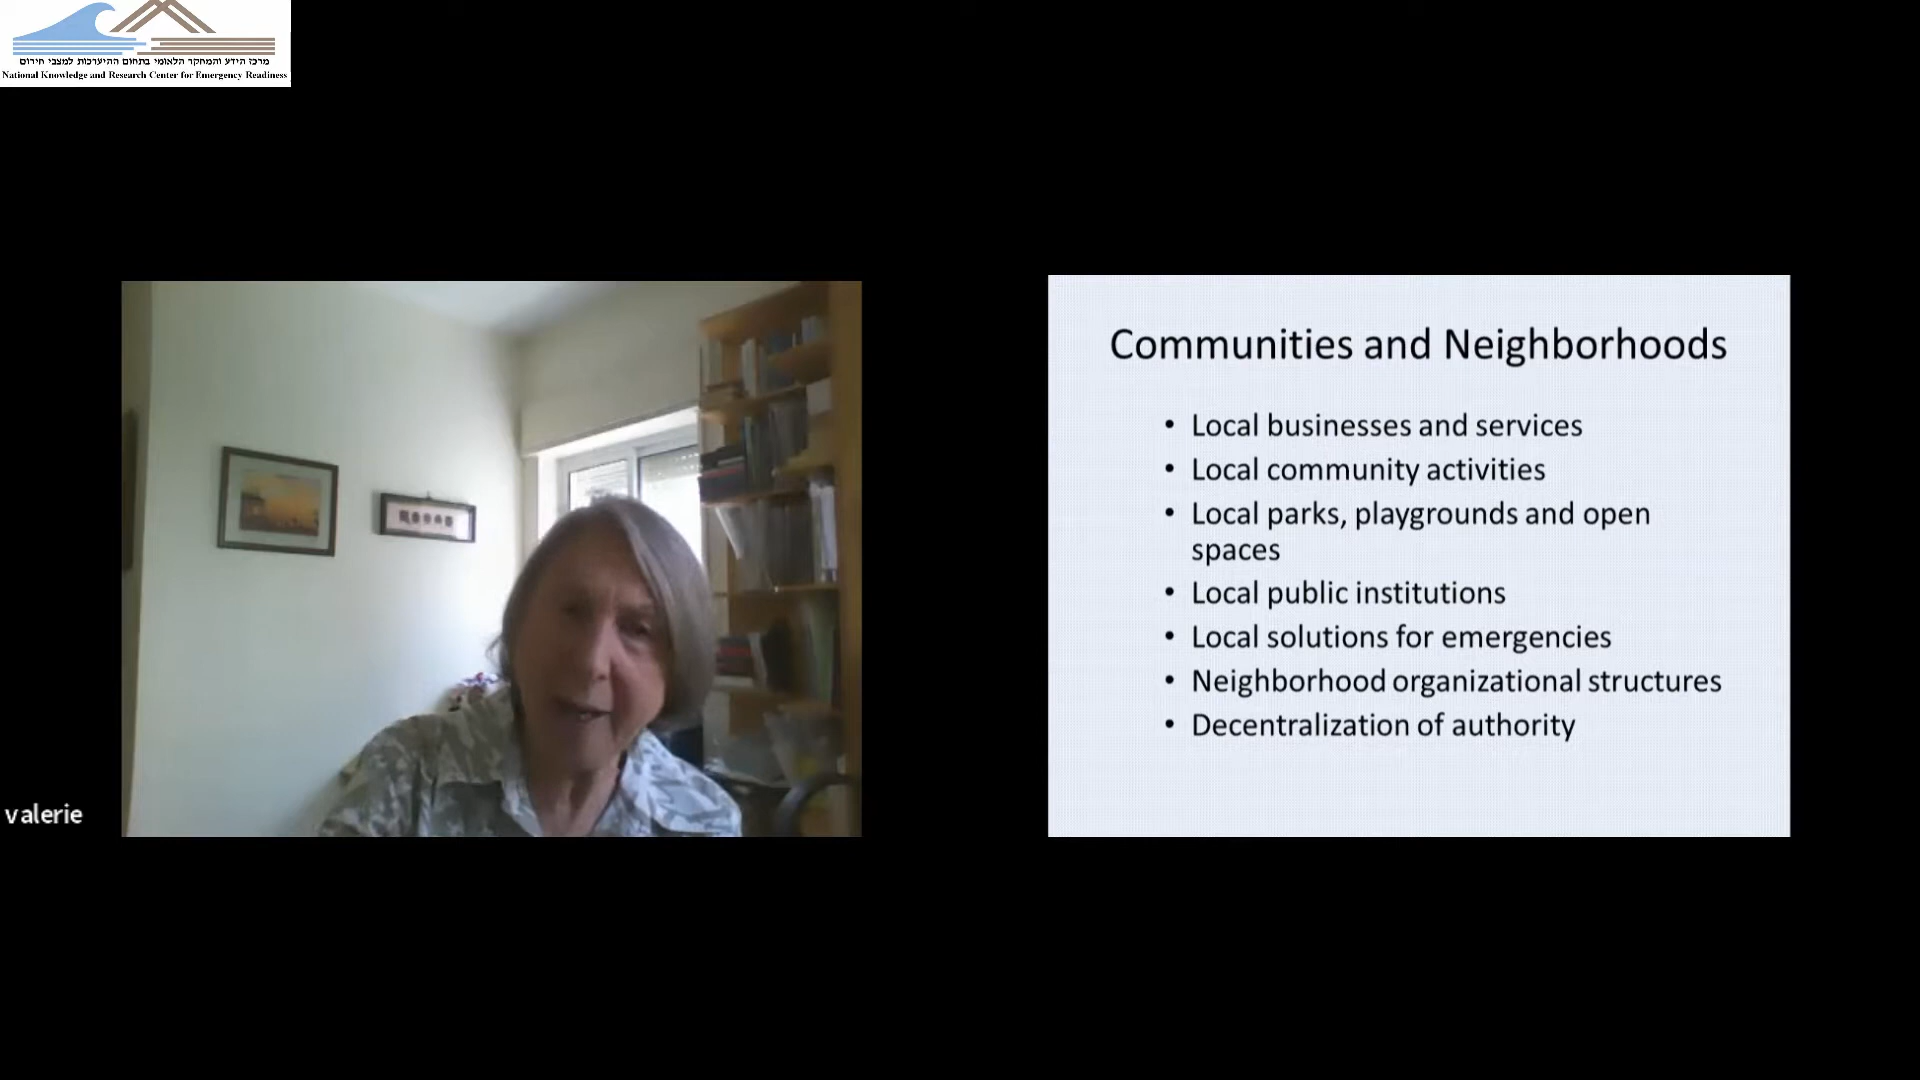 מרכז הידע והמחקר הלאומי בתחום ההיערכות למצבי חירום
National Knowledge and Research Center for Emergency Readiness
valerie
Communities and Neighborhoods
• Local businesses and services
• Local community activities
• Local parks, playgrounds and open
spaces
• Local public institutions
• Local solutions for emergencies
• Neighborhood organizational structures
• Decentralization of authority